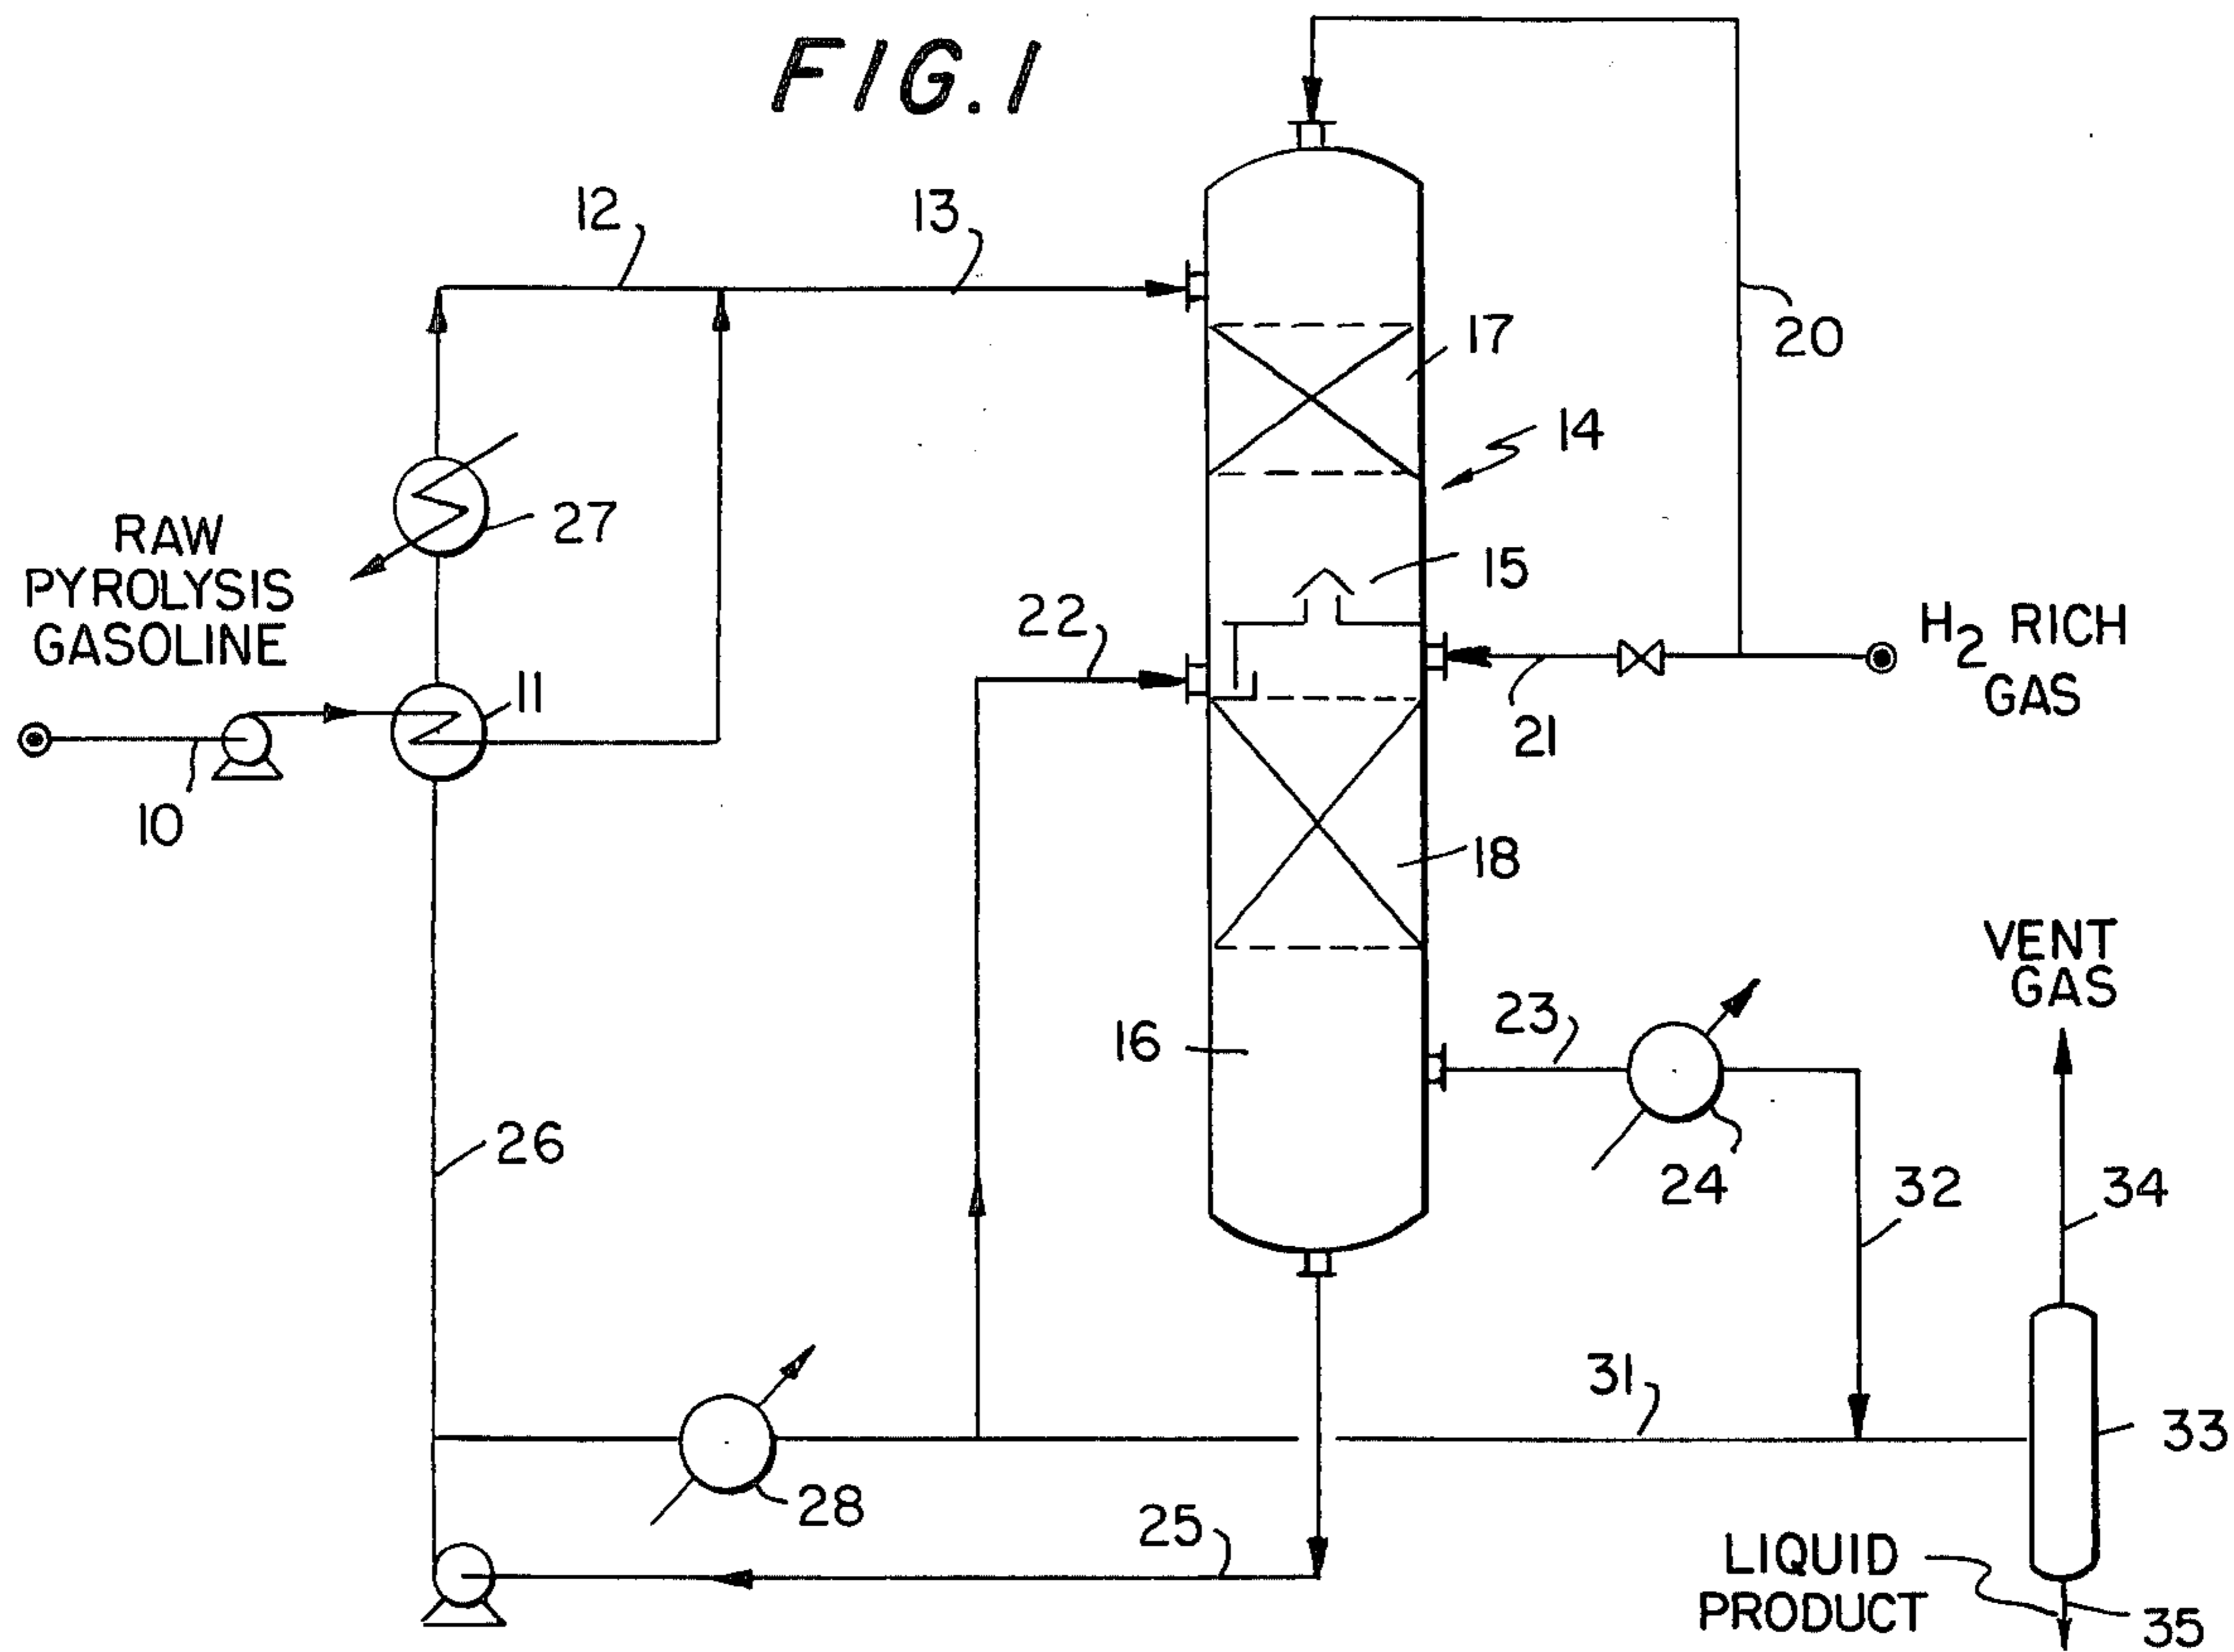 FIG. 1
12
13
17
20
14
27
RAW
PYROLYSIS
GASOLINE
15
22
H2 RICH
GAS
11
21
10
18
VENT
GAS
23
16
26
24
32
34
31
33
28
25
LIQUID
PRODUCT
35